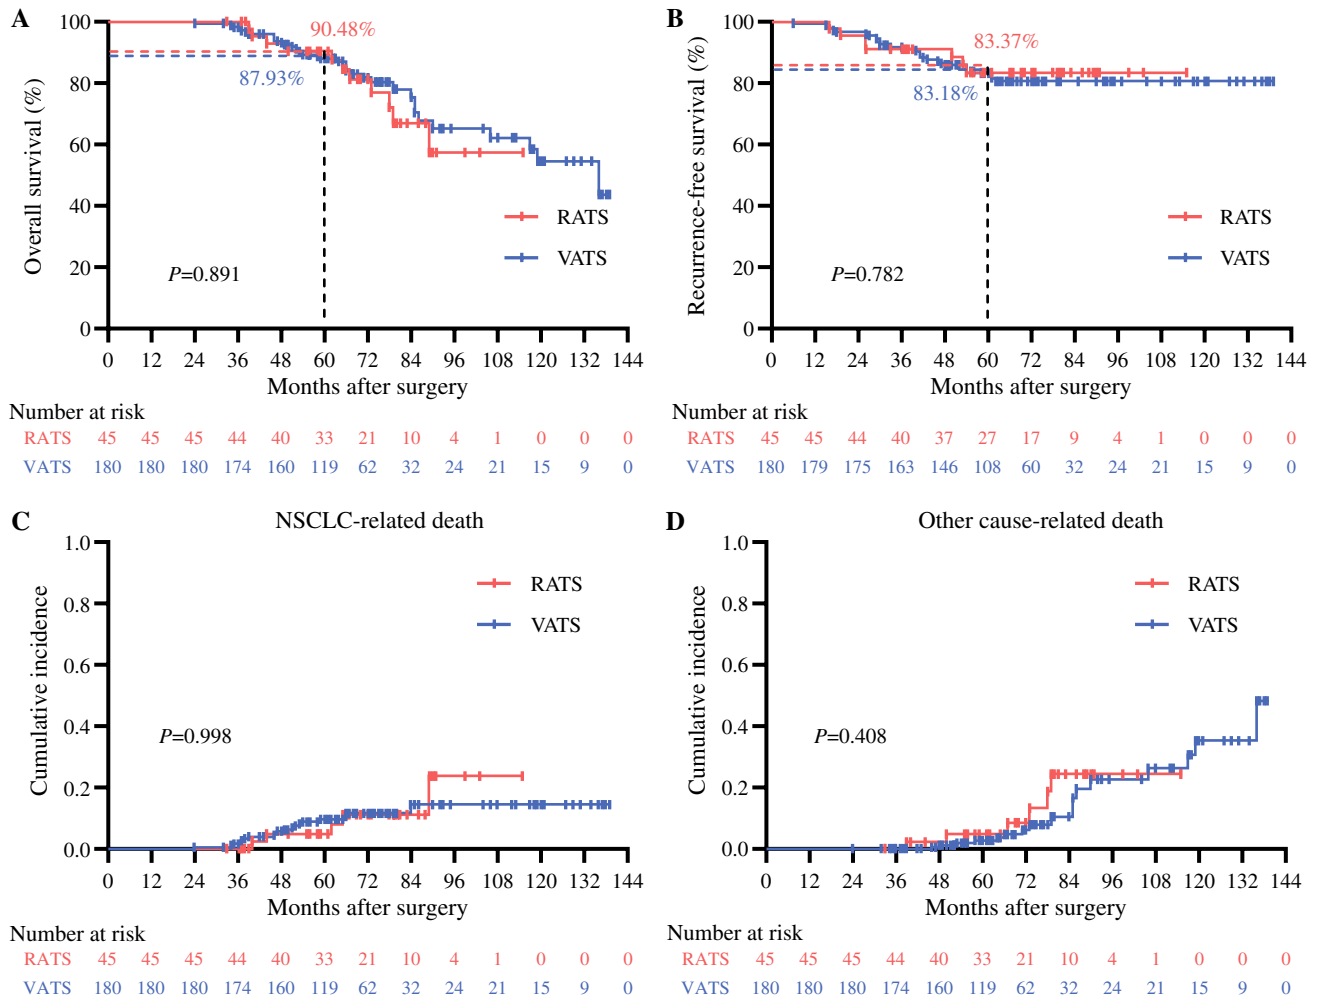 A
Overall survival (%)
100
80
60
40
20
0
90.48%
87.93%
RATS
VATS
P=0.891
0 12 24 36 48 60 72 84 96 108 120 132 144
Months after surgery
Number at risk
RATS 45 45 45 44 40 33 21 10 4 1 0 0 0
VATS 180 180 180 174 160 119 62 32 24 21 15 9 0
B
Recurrence-free survival (%)
100
80
60
40
20
0
83.37%
83.18%
RATS
VATS
P=0.782
0 12 24 36 48 60 72 84 96 108 120 132 144
Months after surgery
Number at risk
RATS 45 45 44 40 37 27 17 9 4 1 0 0 0
VATS 180 179 175 163 146 108 60 32 24 21 15 9 0
C
NSCLC-related death
Cumulative incidence
1.0
0.8
0.6
0.4
0.2
0.0
RATS
VATS
P=0.998
0 12 24 36 48 60 72 84 96 108 120 132 144
Months after surgery
Number at risk
RATS 45 45 45 44 40 33 21 10 4 1 0 0 0
VATS 180 180 180 174 160 119 62 32 24 21 15 9 0
D
Other cause-related death
Cumulative incidence
1.0
0.8
0.6
0.4
0.2
0.0
RATS
VATS
P=0.408
0 12 24 36 48 60 72 84 96 108 120 132 144
Months after surgery
Number at risk
RATS 45 45 45 44 40 33 21 10 4 1 0 0 0
VATS 180 180 180 174 160 119 62 32 24 21 15 9 0